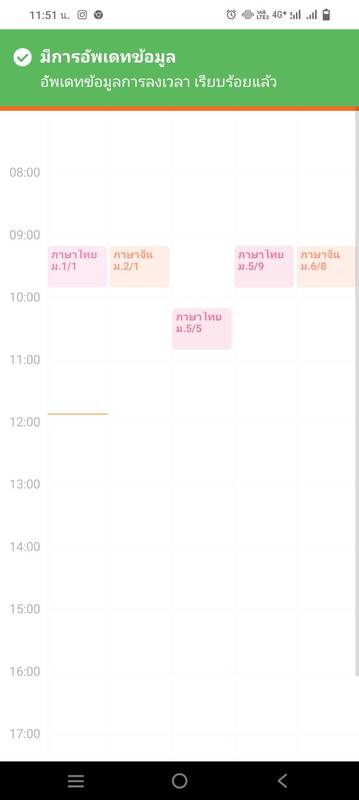 11:51 น.
VoLTE2 4G+
มีการอัพเดทข้อมูล
อัพเดทข้อมูลการลงเวลา เรียบร้อยแล้ว
08:00
09:00
ภาษาไทย
ม.1/1
ภาษาจีน
ม.2/1
ภาษาไทย
ม.5/9
ภาษาจีน
ม.6/8
10:00
ภาษาไทย
ม.5/5
11:00
12:00
13:00
14:00
15:00
16:00
17:00